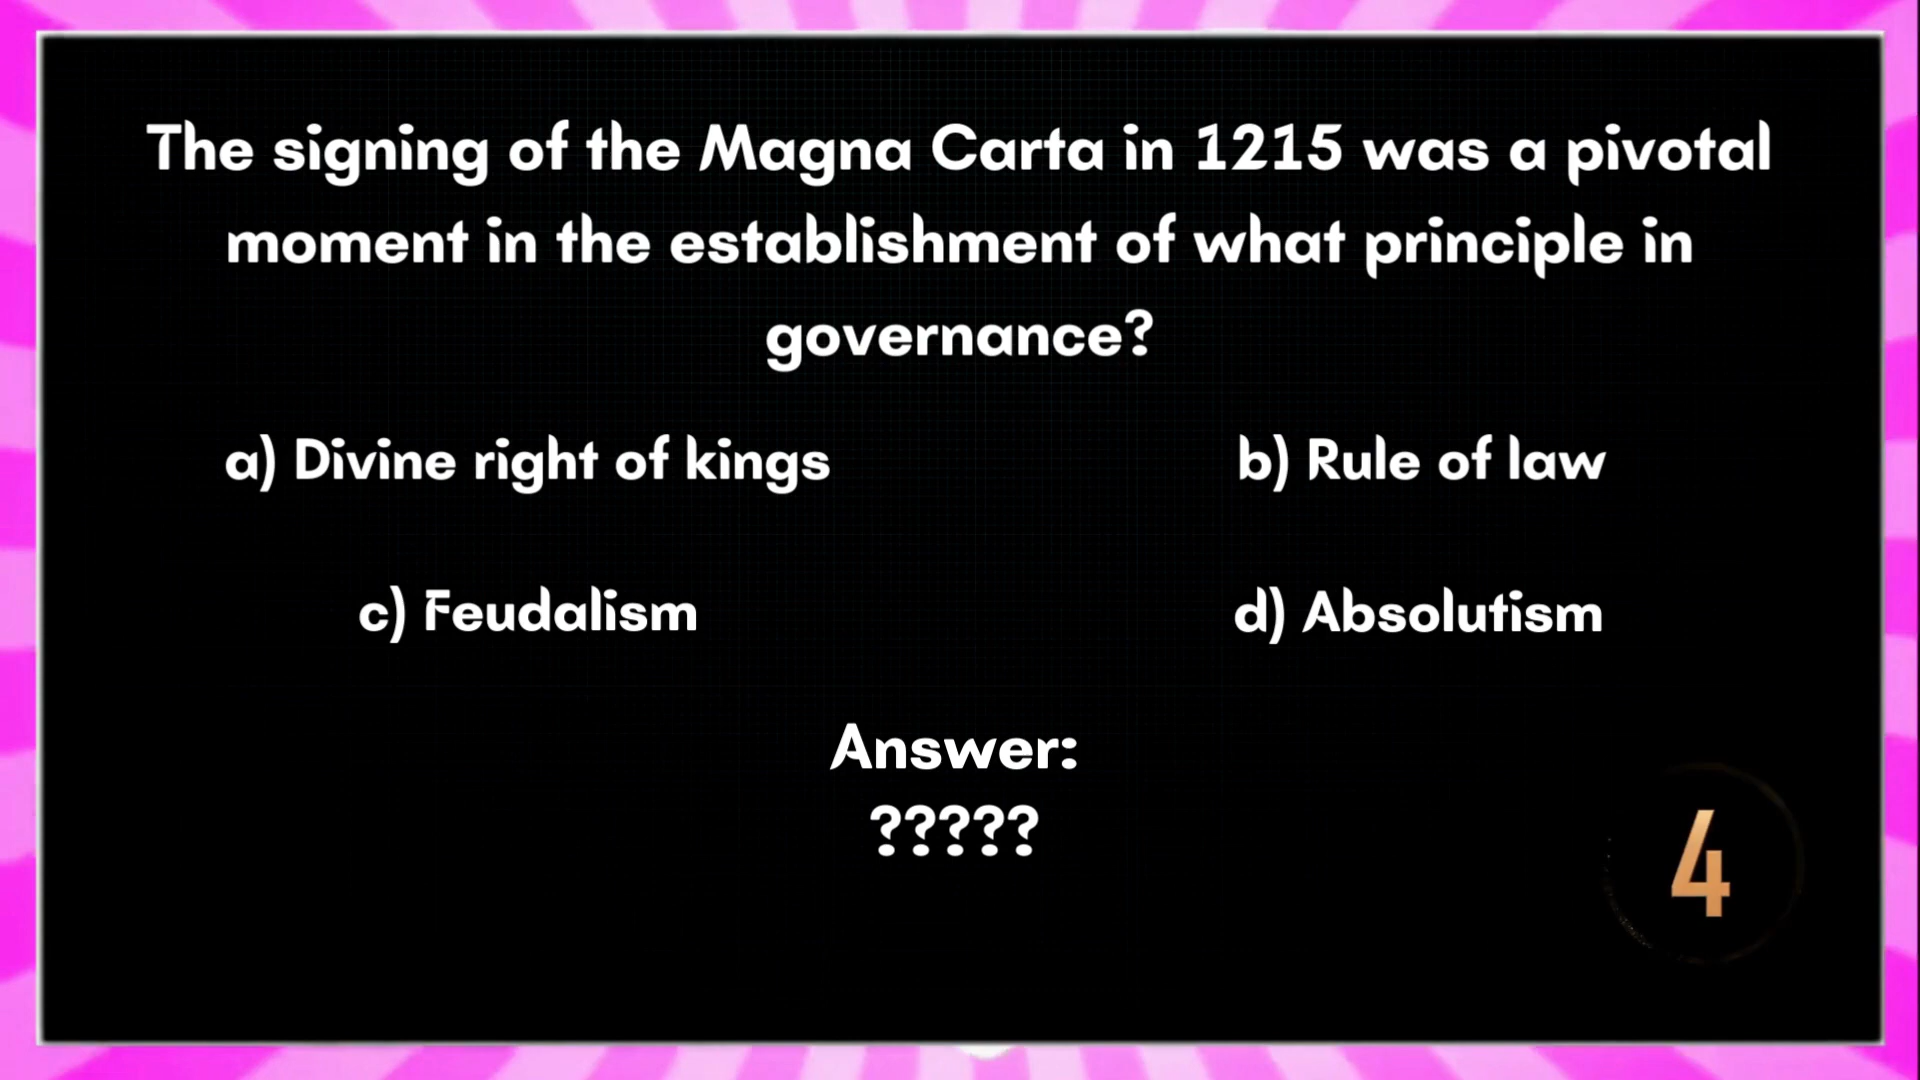 The signing of the Magna Carta in 1215 was a pivotal
moment in the establishment of what principle in
governance?
a) Divine right of kings
b) Rule of law
c) Feudalism
d) Absolutism
Answer:
?????
4